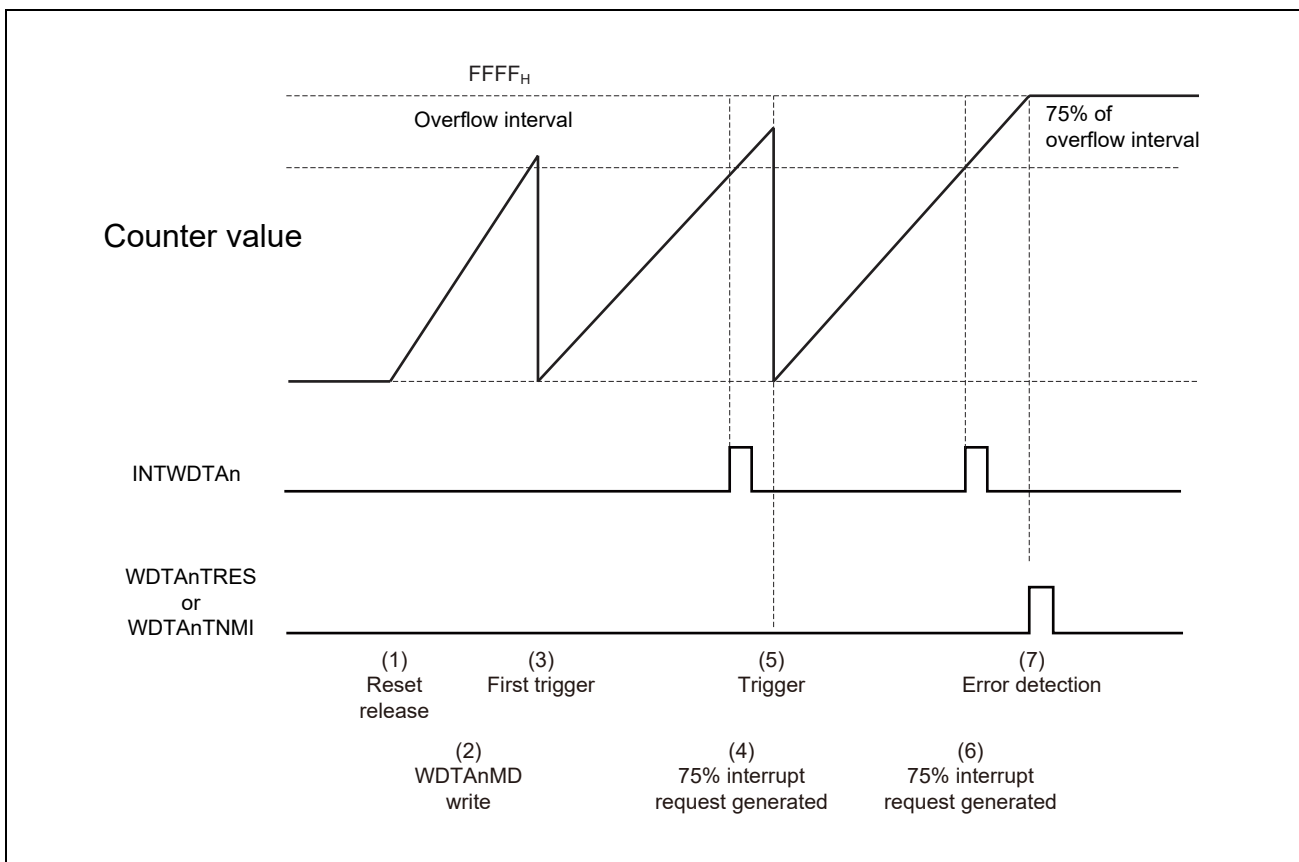 FFFFH
Overflow interval
75% of
overflow interval
Counter value
INTWDTAn
WDTAnTRES
or
WDTAnTNMI
(1)
Reset
release
(3)
First trigger
(5)
Trigger
(7)
Error detection
(2)
WDTAnMD
write
(4)
75% interrupt
request generated
(6)
75% interrupt
request generated